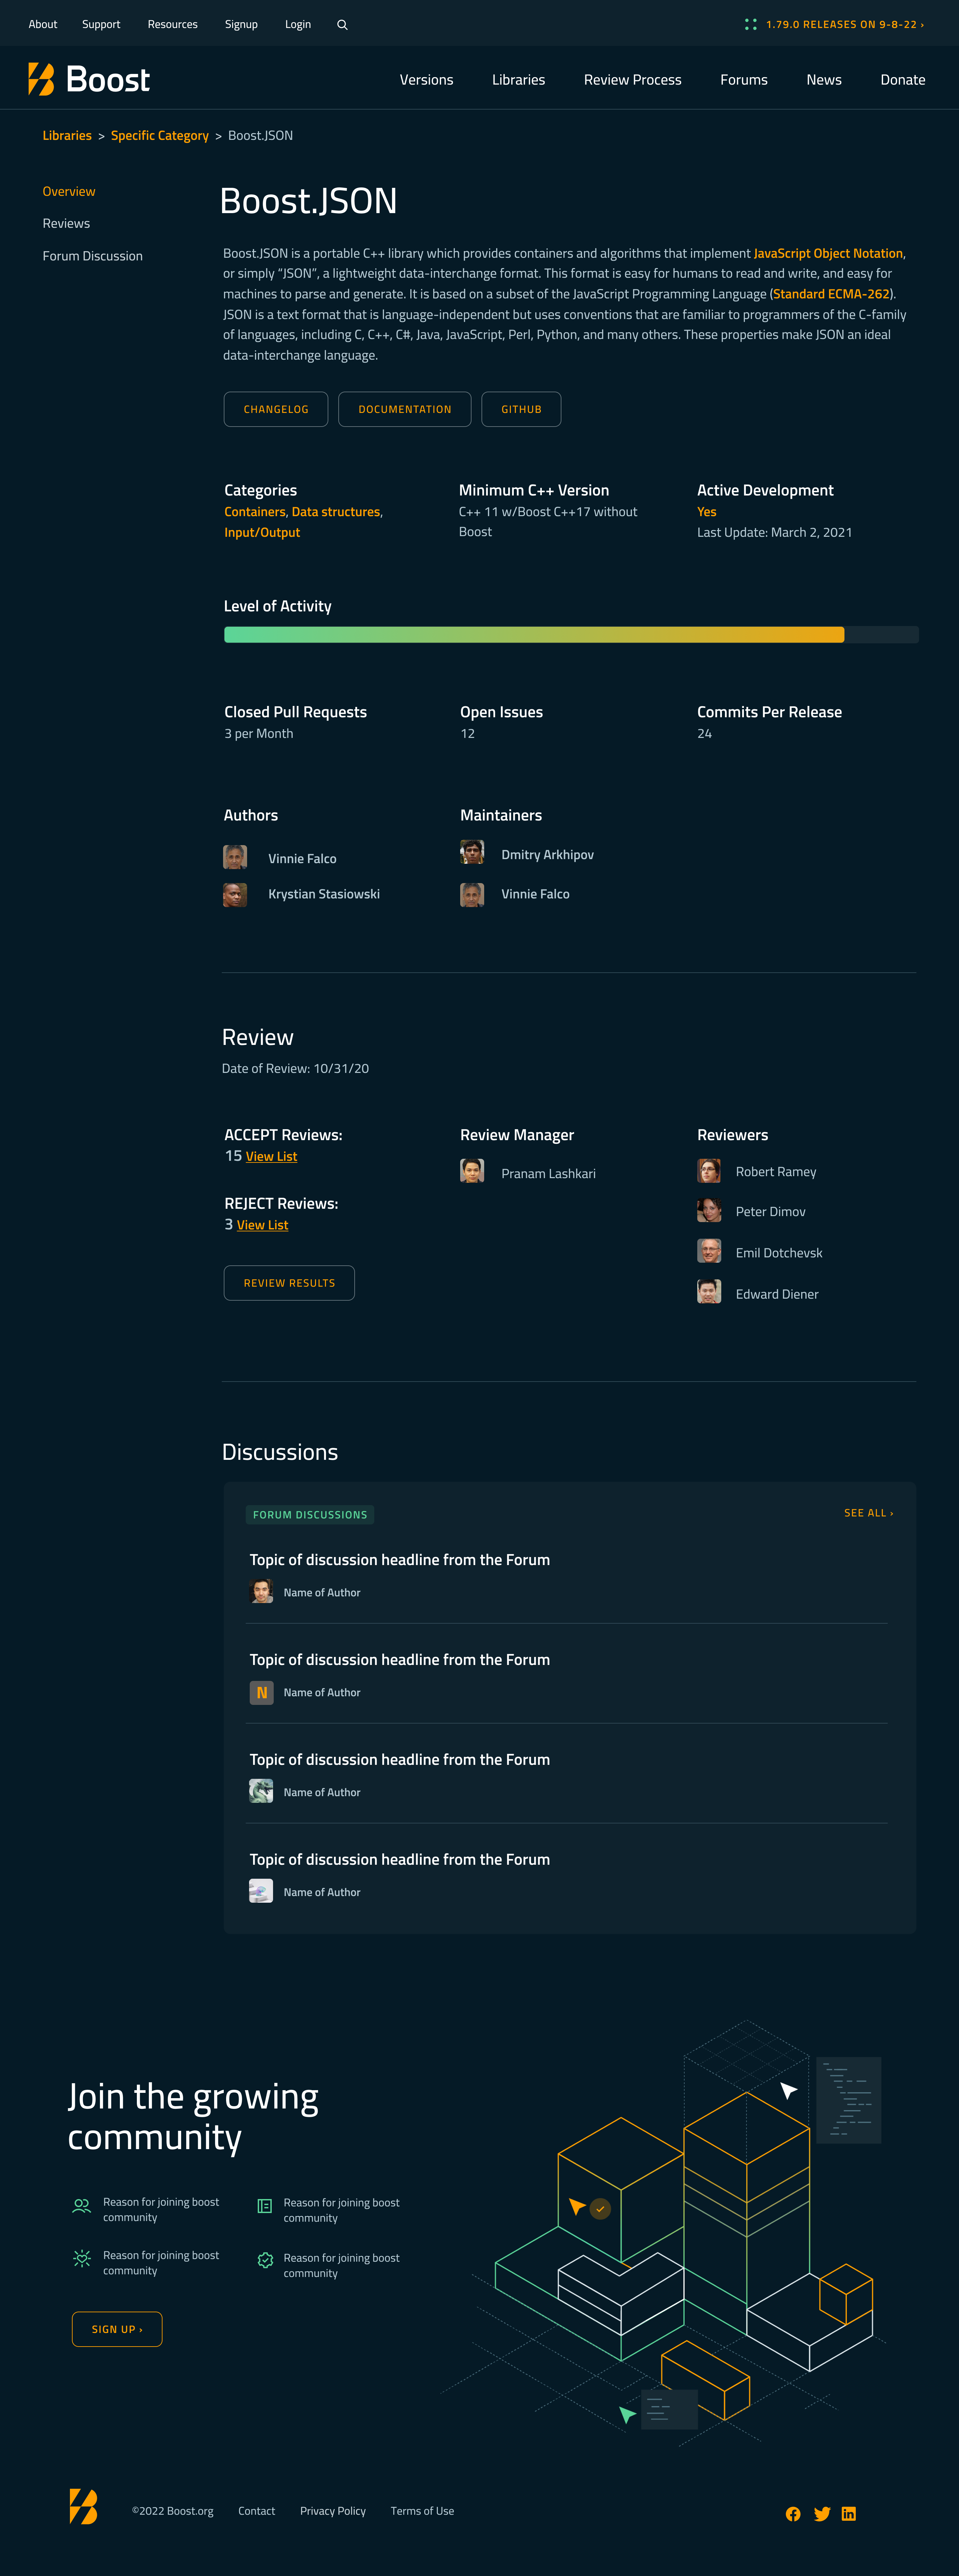 About Support Resources Signup Login
1.79.0 RELEASES ON 9-8-22 ›
Boost
Versions Libraries Review Process Forums News Donate
Libraries > Specific Category > Boost.JSON
Overview
Reviews
Forum Discussion
Boost.JSON
Boost.JSON is a portable C++ library which provides containers and algorithms that implement JavaScript Object Notation,
or simply “JSON”, a lightweight data-interchange format. This format is easy for humans to read and write, and easy for
machines to parse and generate. It is based on a subset of the JavaScript Programming Language (Standard ECMA-262).
JSON is a text format that is language-independent but uses conventions that are familiar to programmers of the C-family
of languages, including C, C++, C#, Java, JavaScript, Perl, Python, and many others. These properties make JSON an ideal
data-interchange language.
CHANGELOG DOCUMENTATION GITHUB
Categories
Containers, Data structures,
Input/Output
Minimum C++ Version
C++ 11 w/Boost C++17 without
Boost
Active Development
Yes
Last Update: March 2, 2021
Level of Activity
Closed Pull Requests
3 per Month
Open Issues
12
Commits Per Release
24
Authors
Vinnie Falco
Krystian Stasiowski
Maintainers
Dmitry Arkhipov
Vinnie Falco
Review
Date of Review: 10/31/20
ACCEPT Reviews:
15 View List
REJECT Reviews:
3 View List
REVIEW RESULTS
Review Manager
Pranam Lashkari
Reviewers
Robert Ramey
Peter Dimov
Emil Dotchevsk
Edward Diener
Discussions
FORUM DISCUSSIONS
SEE ALL ›
Topic of discussion headline from the Forum
Name of Author
Topic of discussion headline from the Forum
N
Name of Author
Topic of discussion headline from the Forum
Name of Author
Topic of discussion headline from the Forum
Name of Author
Join the growing
community
Reason for joining boost
community
Reason for joining boost
community
Reason for joining boost
community
Reason for joining boost
community
SIGN UP ›
©2022 Boost.org Contact Privacy Policy Terms of Use